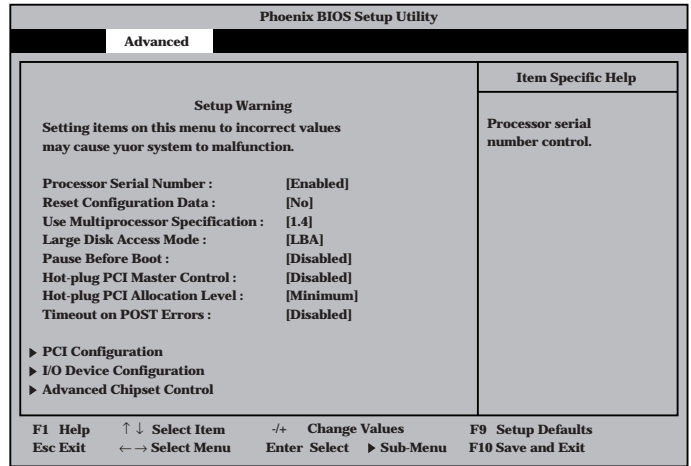 Phoenix BIOS Setup Utility
Advanced
Item Specific Help
Setup Warning
Setting items on this menu to incorrect values
may cause yuor system to malfunction.
Processor serial
number control.
Processor Serial Number : [Enabled]
Reset Configuration Data : [No]
Use Multiprocessor Specification : [1.4]
Large Disk Access Mode : [LBA]
Pause Before Boot : [Disabled]
Hot-plug PCI Master Control : [Disabled]
Hot-plug PCI Allocation Level : [Minimum]
Timeout on POST Errors : [Disabled]
▶ PCI Configuration
▶ I/O Device Configuration
▶ Advanced Chipset Control
F1 Help ↑ ↓ Select Item -/+ Change Values F9 Setup Defaults
Esc Exit ← → Select Menu Enter Select ▶ Sub-Menu F10 Save and Exit